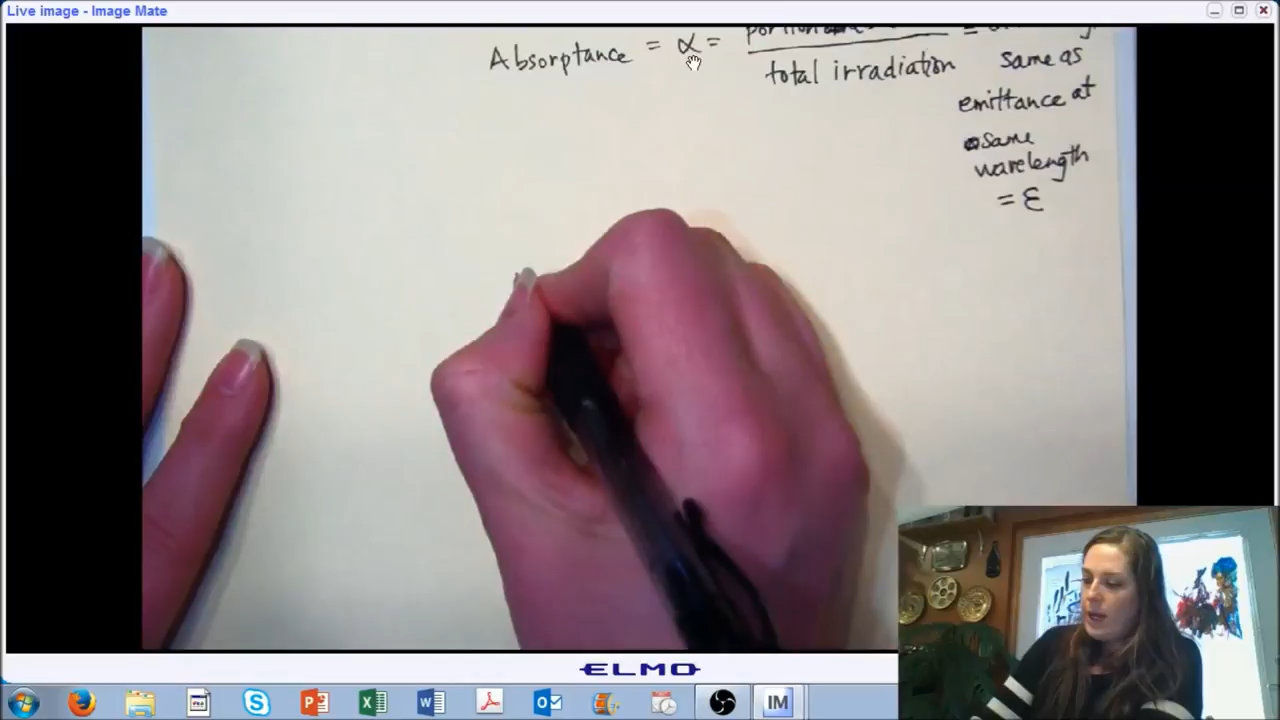 Live image - Image Mate
Absorptance = α =
total irradiation
same as
emittance at
same
wavelength
= ε
ELMO
IM